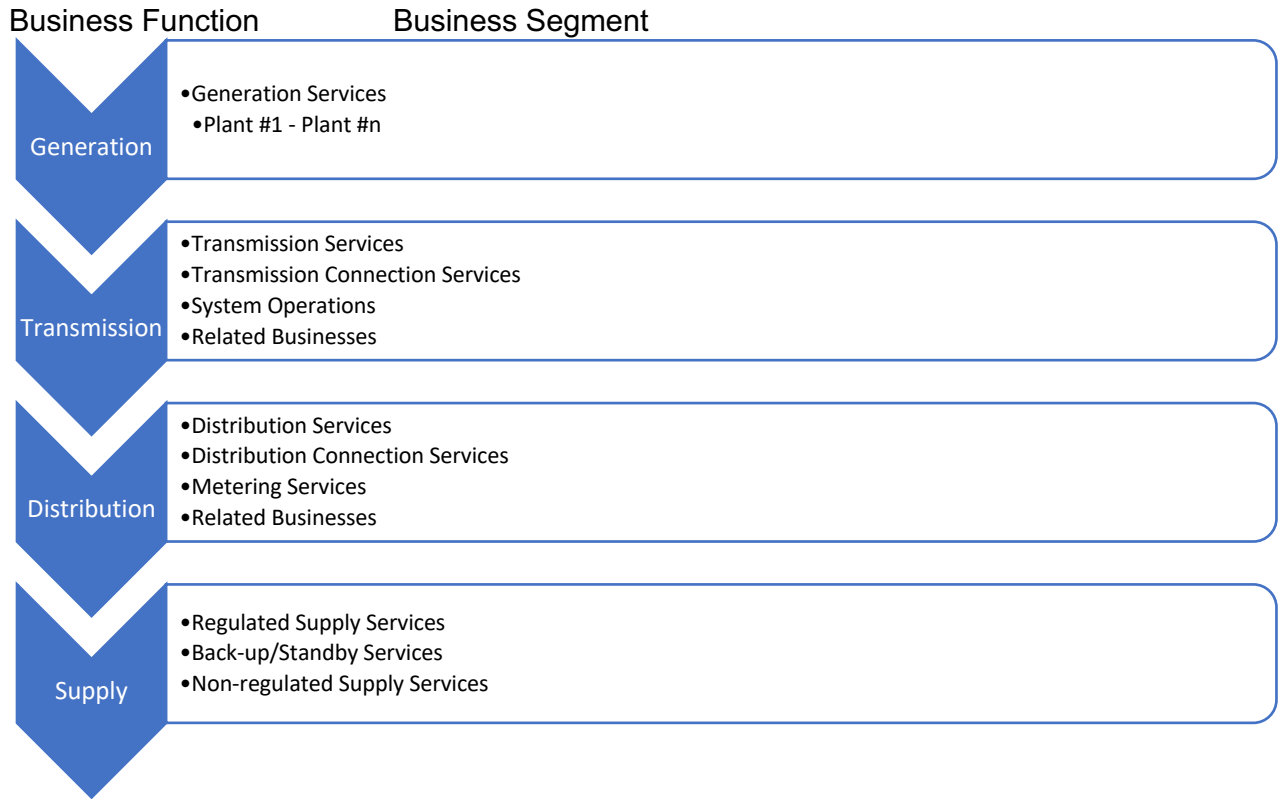 Business Function Business Segment
Generation
•Generation Services
•Plant #1 - Plant #n
Transmission
•Transmission Services
•Transmission Connection Services
•System Operations
•Related Businesses
Distribution
•Distribution Services
•Distribution Connection Services
•Metering Services
•Related Businesses
Supply
•Regulated Supply Services
•Back-up/Standby Services
•Non-regulated Supply Services